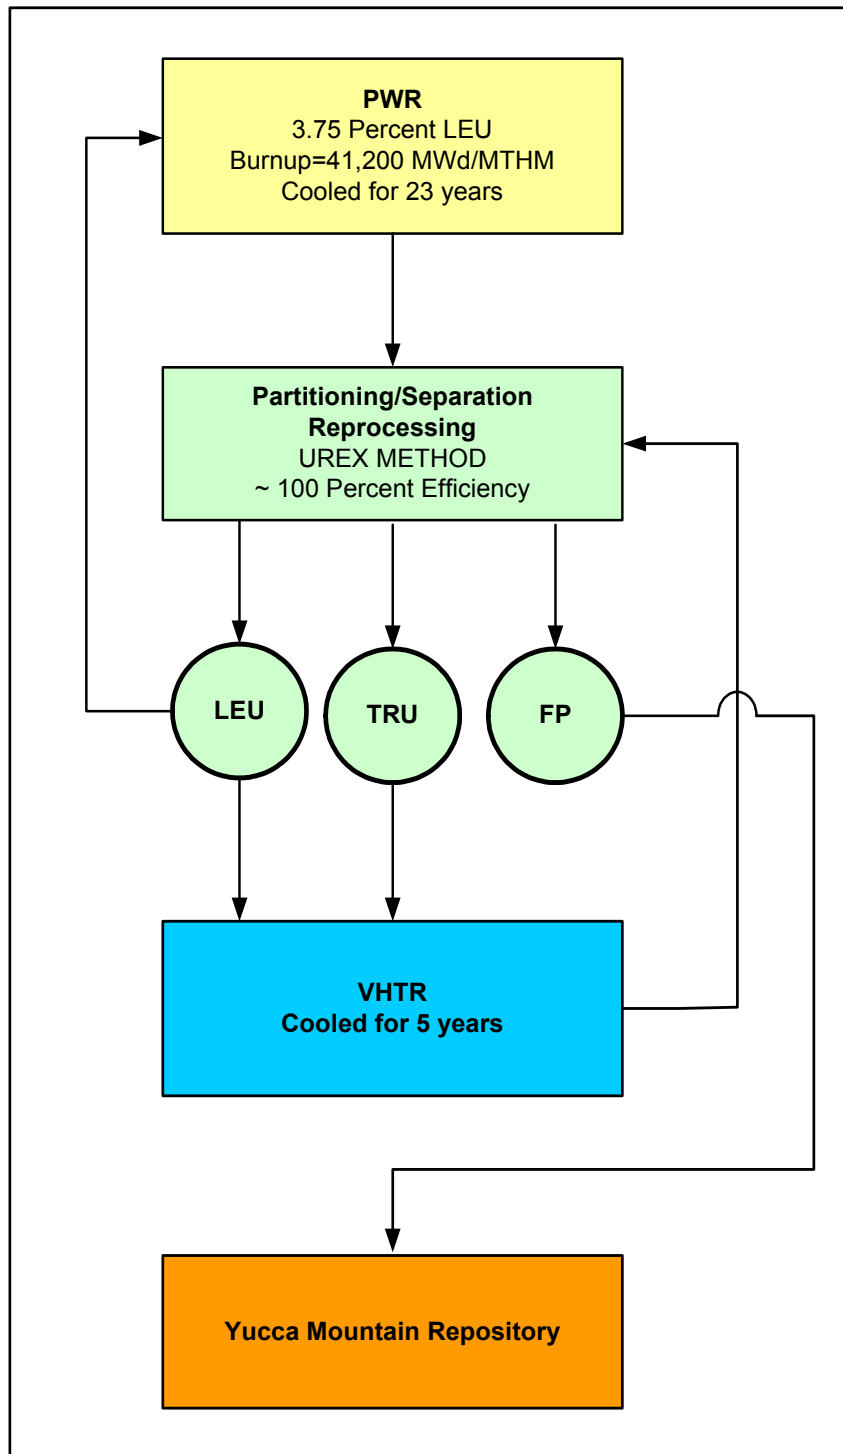 PWR
3.75 Percent LEU
Burnup=41,200 MWd/MTHM
Cooled for 23 years
Partitioning/Separation
Reprocessing
UREX METHOD
~ 100 Percent Efficiency
LEU
TRU
FP
VHTR
Cooled for 5 years
Yucca Mountain Repository